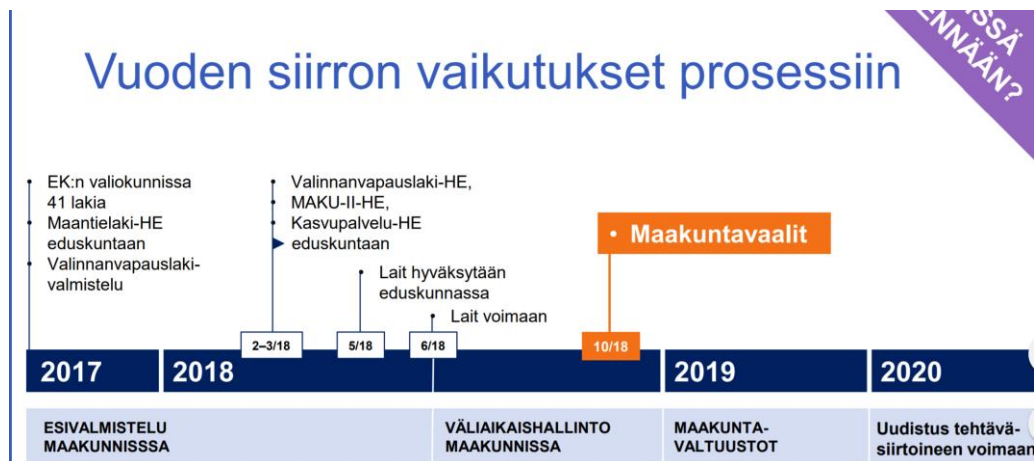 Vuoden siirron vaikutukset prosessiin
ENNÄÄN?
• EK:n valiokunnissa
41 lakia
• Maantielaki-HE
eduskuntaan
• Valinnanvapauslaki-
valmistelu
• Valinnanvapauslaki-HE,
• MAKU-II-HE,
• Kasvupalvelu-HE
eduskuntaan
• Lait hyväksytään
eduskunnassa
• Lait voimaan
• Maakuntavaalit
2–3/18
5/18
6/18
10/18
2017
2018
2019
2020
ESIVALMISTELU
MAAKUNNISSSA
VÄLIAIKAISHALLINTO
MAAKUNNISSA
MAAKUNTA-
VALTUUSTOT
Uudistus tehtävä-
siirtoineen voimaan